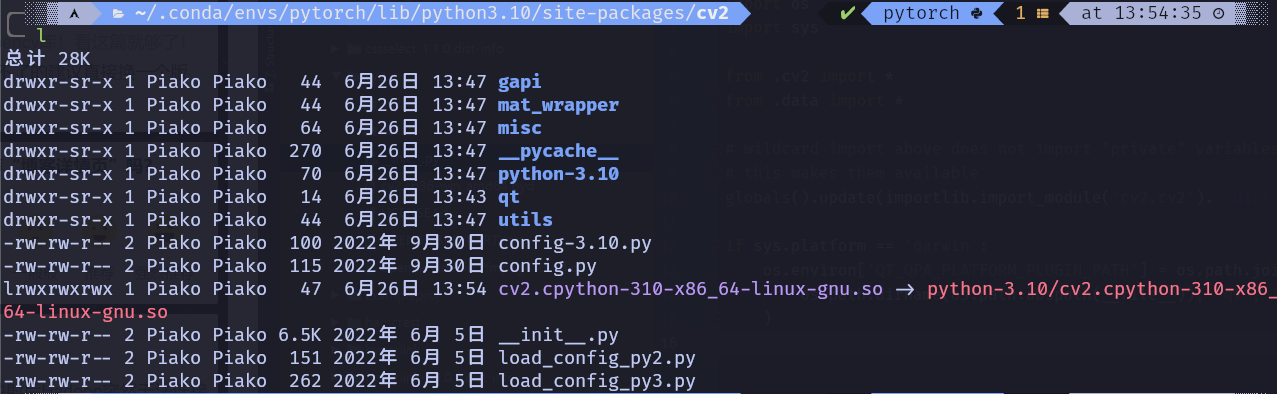 ~/.conda/envs/pytorch/lib/python3.10/site-packages/cv2 ✔ pytorch 1 at 13:54:35
l
总计 28K
drwxr-sr-x 1 Piako Piako 44 6月26日 13:47 gapi
drwxr-sr-x 1 Piako Piako 44 6月26日 13:47 mat_wrapper
drwxr-sr-x 1 Piako Piako 64 6月26日 13:47 misc
drwxr-sr-x 1 Piako Piako 270 6月26日 13:47 __pycache__
drwxr-sr-x 1 Piako Piako 70 6月26日 13:47 python-3.10
drwxr-sr-x 1 Piako Piako 14 6月26日 13:43 qt
drwxr-sr-x 1 Piako Piako 44 6月26日 13:47 utils
-rw-rw-r-- 2 Piako Piako 100 2022年 9月30日 config-3.10.py
-rw-rw-r-- 2 Piako Piako 115 2022年 9月30日 config.py
lrwxrwxrwx 1 Piako Piako 47 6月26日 13:54 cv2.cpython-310-x86_64-linux-gnu.so → python-3.10/cv2.cpython-310-x86_
64-linux-gnu.so
-rw-rw-r-- 2 Piako Piako 6.5K 2022年 6月 5日 __init__.py
-rw-rw-r-- 2 Piako Piako 151 2022年 6月 5日 load_config_py2.py
-rw-rw-r-- 2 Piako Piako 262 2022年 6月 5日 load_config_py3.py